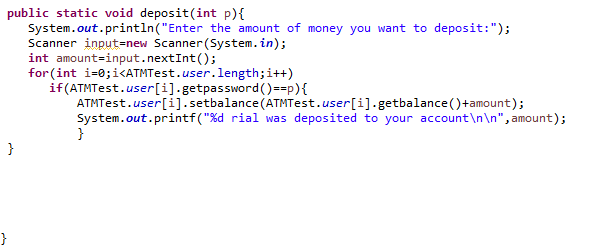 public static void deposit(int p){
System.out.println("Enter the amount of money you want to deposit:");
Scanner input=new Scanner(System.in);
int amount=input.nextInt();
for(int i=0;i<ATMTest.user.length;i++)
if(ATMTest.user[i].getpassword()==p){
ATMTest.user[i].setbalance(ATMTest.user[i].getbalance()+amount);
System.out.printf("%d rial was deposited to your account\n\n",amount);
}
}
}